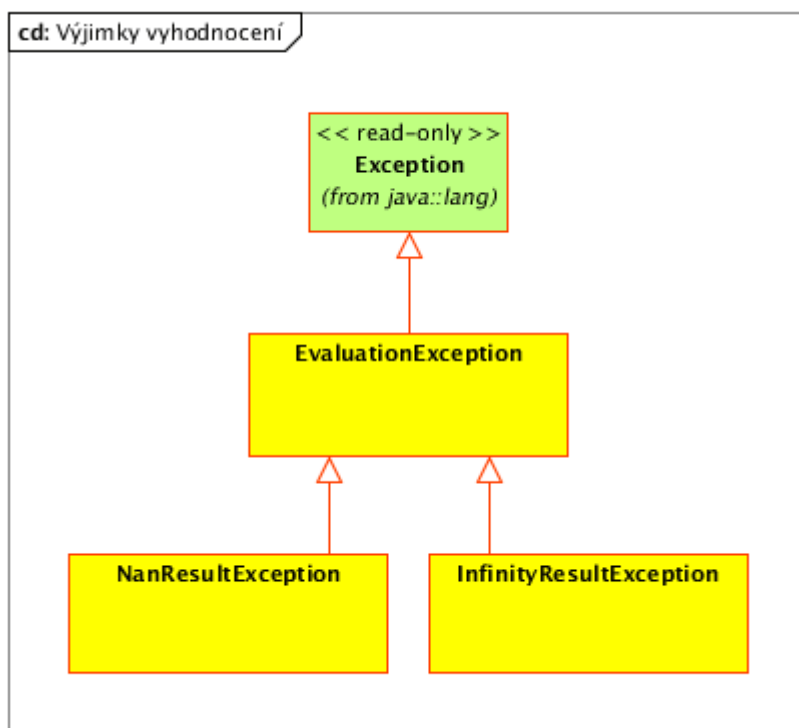 cd: Výjimky vyhodnocení
<< read-only >>
Exception
(from java::lang)
EvaluationException
NanResultException
InfinityResultException